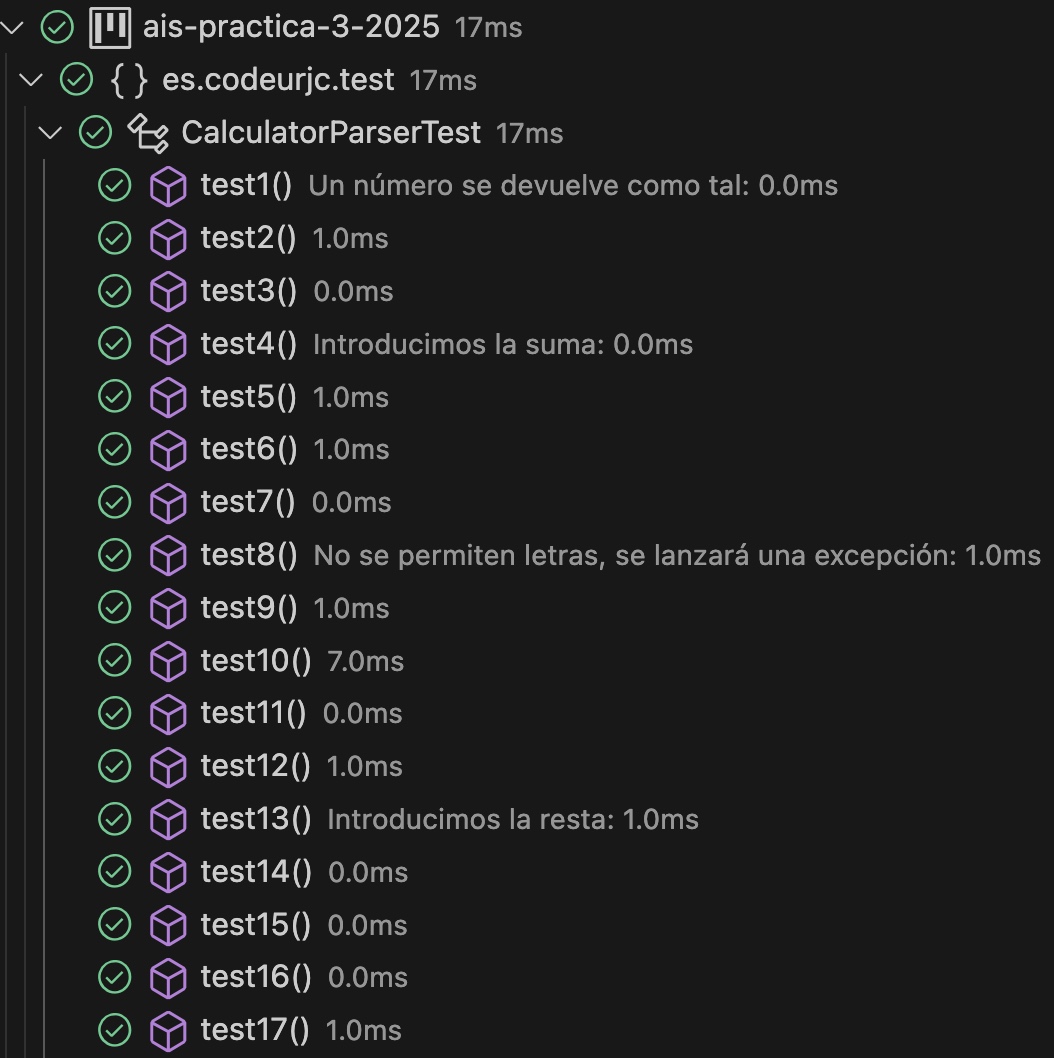 ais-practica-3-2025 17ms
{ } es.codeurjc.test 17ms
CalculatorParserTest 17ms
test1() Un número se devuelve como tal: 0.0ms
test2() 1.0ms
test3() 0.0ms
test4() Introducimos la suma: 0.0ms
test5() 1.0ms
test6() 1.0ms
test7() 0.0ms
test8() No se permiten letras, se lanzará una excepción: 1.0ms
test9() 1.0ms
test10() 7.0ms
test11() 0.0ms
test12() 1.0ms
test13() Introducimos la resta: 1.0ms
test14() 0.0ms
test15() 0.0ms
test16() 0.0ms
test17() 1.0ms